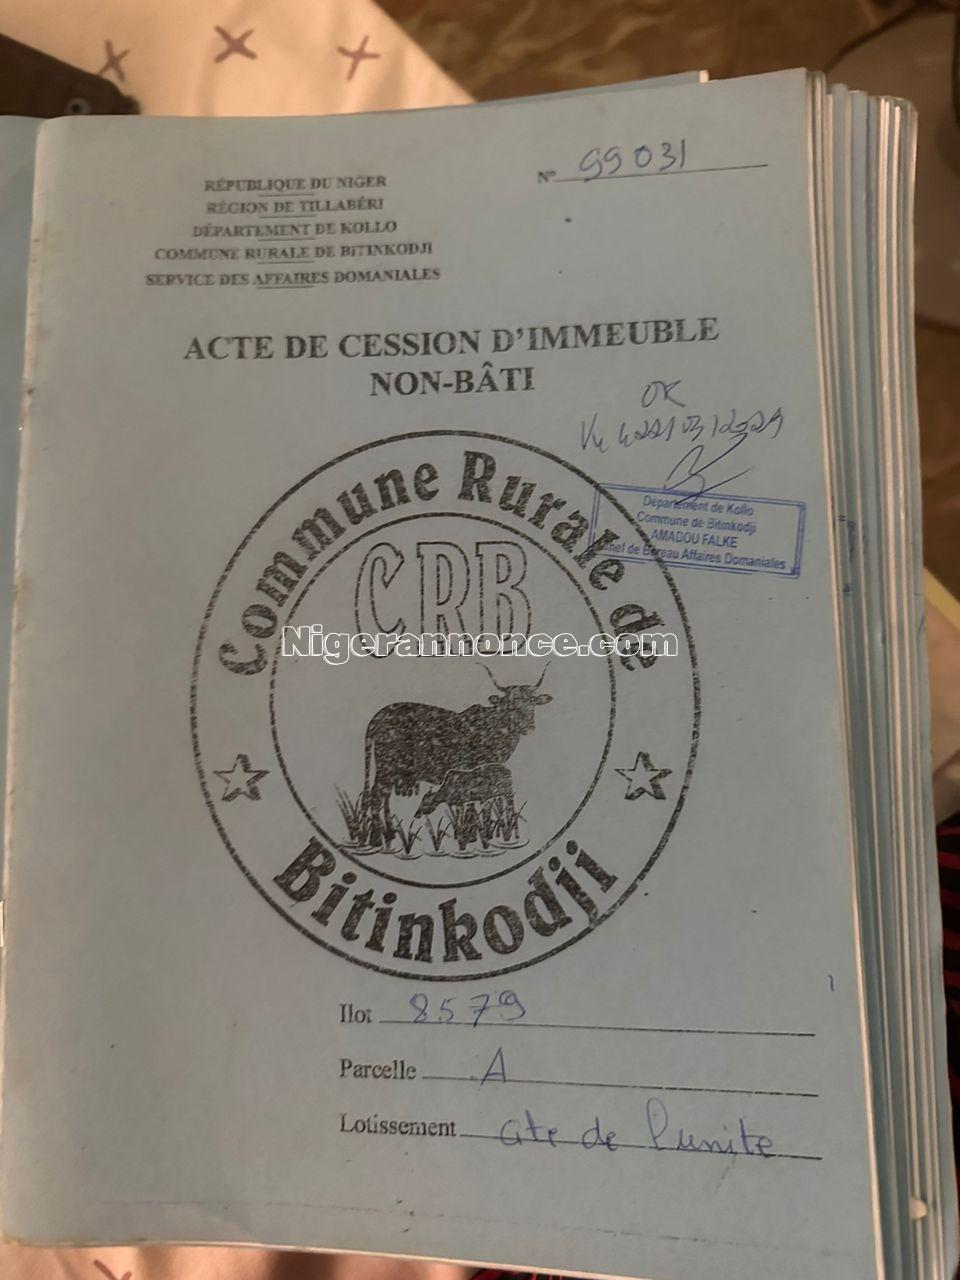 RÉPUBLIQUE DU NIGER
RÉGION DE TILLABÉRI
DÉPARTEMENT DE KOLLO
COMMUNE RURALE DE BITINKODJI
SERVICE DES AFFAIRES DOMANIALES
N° 99031
ACTE DE CESSION D'IMMEUBLE
NON-BÂTI
OK
Département de Kollo
Commune de Bitinkodji
AMADOU FALKE
Chef de Bureau Affaires Domaniales
Commune Rurale de
CRB
Nigerannonce.com
Bitinkodji
Ilot 8579
Parcelle A
Lotissement cite de l'unite